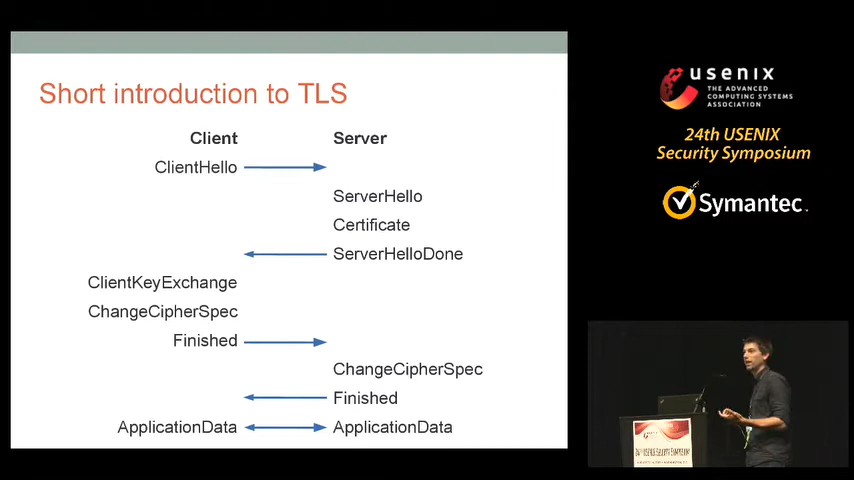 Short introduction to TLS
Client Server
ClientHello
ServerHello
Certificate
ServerHelloDone
ClientKeyExchange
ChangeCipherSpec
Finished
ChangeCipherSpec
Finished
ApplicationData ApplicationData
usenix
THE ADVANCED
COMPUTING SYSTEMS
ASSOCIATION
24th USENIX
Security Symposium
Symantec.